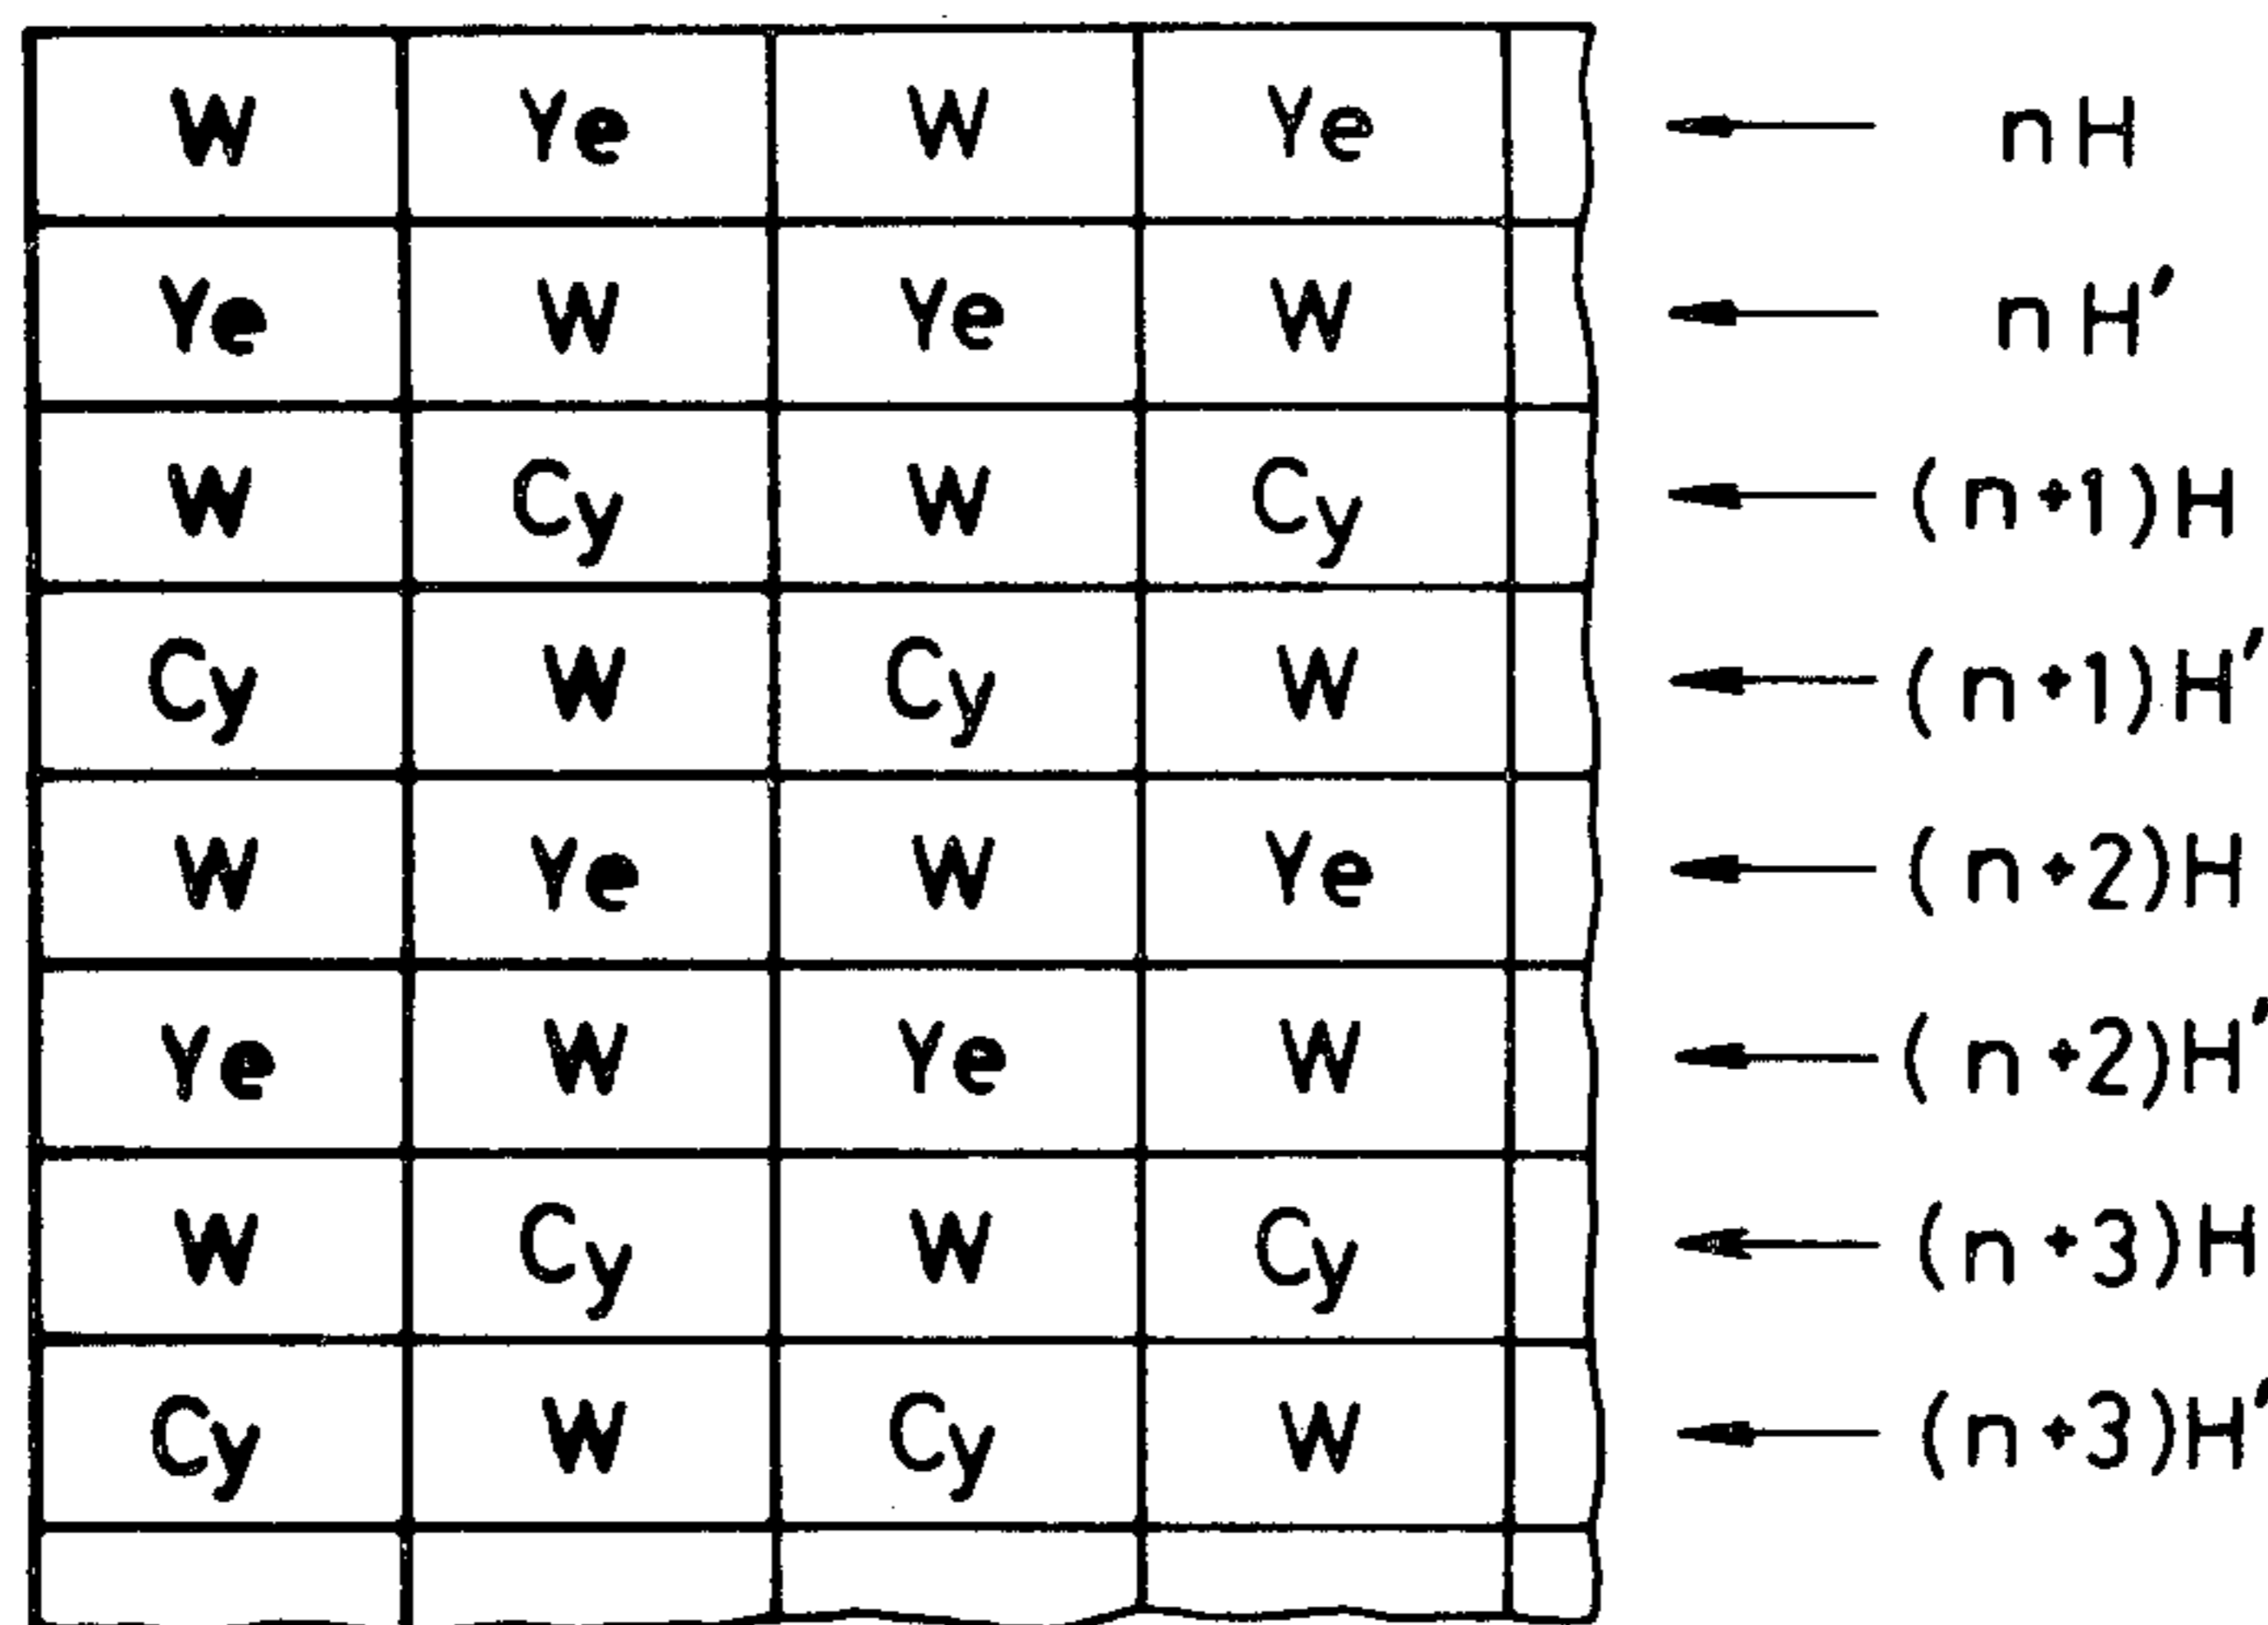 W Ye W Ye nH
Ye W Ye W nH′
W Cy W Cy (n+1)H
Cy W Cy W (n+1)H′
W Ye W Ye (n+2)H
Ye W Ye W (n+2)H′
W Cy W Cy (n+3)H
Cy W Cy W (n+3)H′